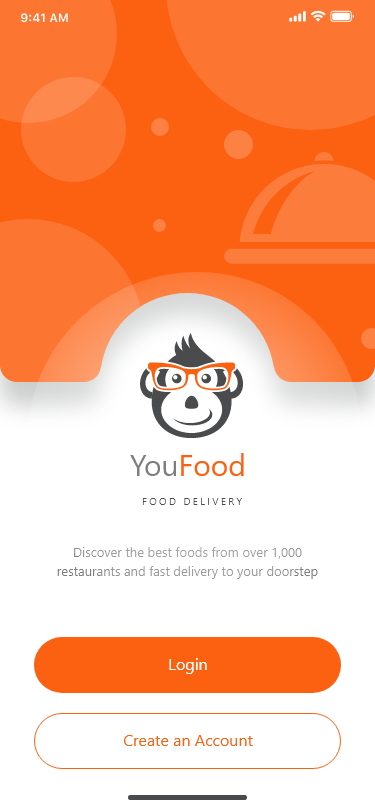 9:41 AM
YouFood
FOOD DELIVERY
Discover the best foods from over 1,000
restaurants and fast delivery to your doorstep
Login
Create an Account